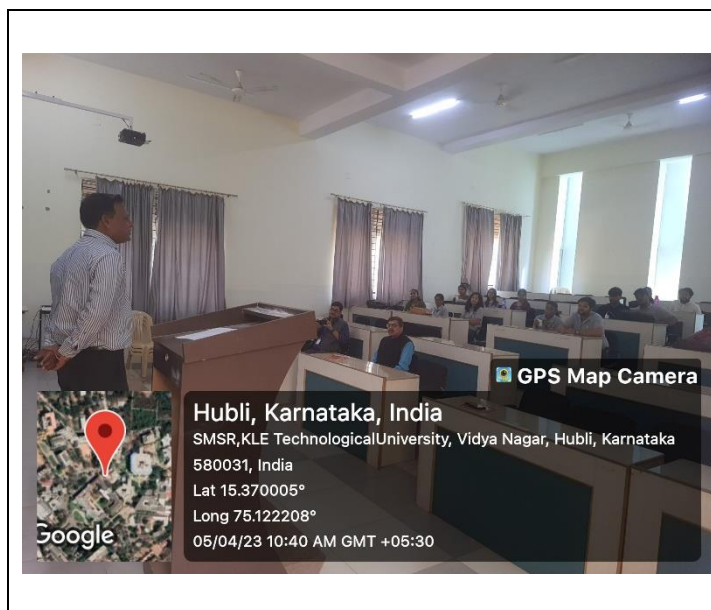 GPS Map Camera
Hubli, Karnataka, India
SMSR,KLE TechnologicalUniversity, Vidya Nagar, Hubli, Karnataka
580031, India
Lat 15.370005°
Long 75.122208°
05/04/23 10:40 AM GMT +05:30
Google